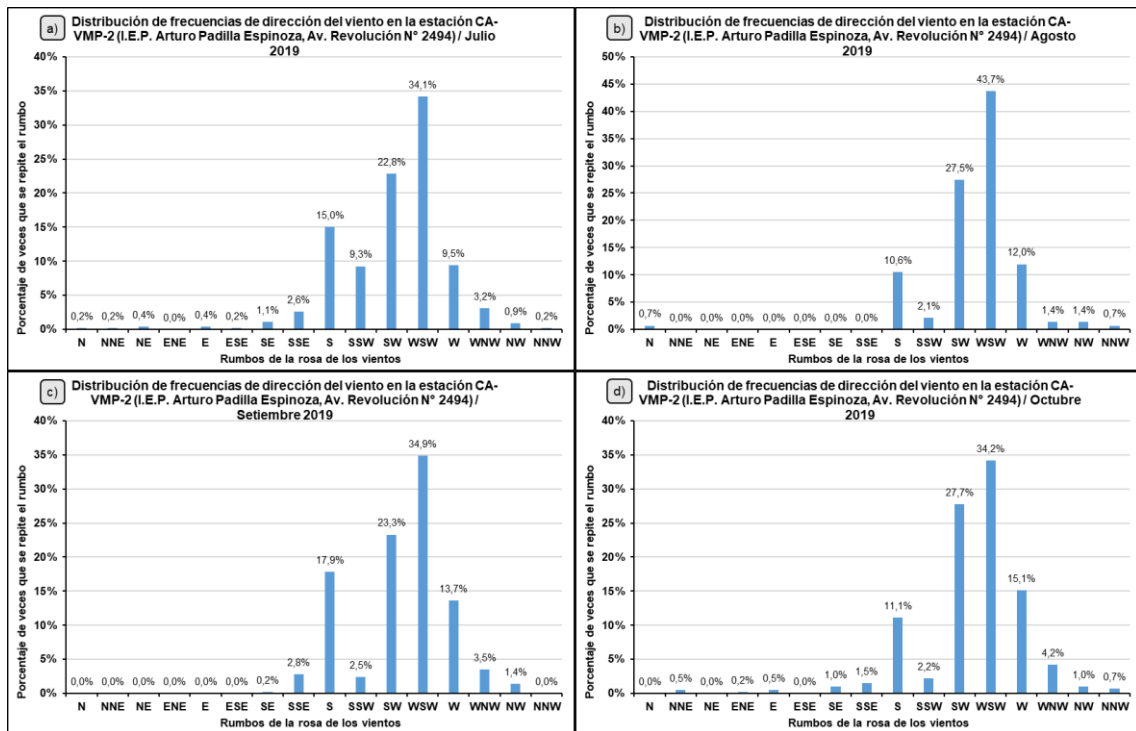 a)
Distribución de frecuencias de dirección del viento en la estación CA-
VMP-2 (I.E.P. Arturo Padilla Espinoza, Av. Revolución N° 2494) / Julio
2019
Porcentaje de veces que se repite el rumbo
40%
35%
30%
25%
20%
15%
10%
5%
0%
0,2% 0,2% 0,4% 0,0% 0,4% 0,2% 1,1% 2,6% 15,0% 9,3% 22,8% 34,1% 9,5% 3,2% 0,9% 0,2%
N NNE NE ENE E ESE SE SSE S SSW SW WSW W WNW NW NNW
Rumbos de la rosa de los vientos
b)
Distribución de frecuencias de dirección del viento en la estación CA-
VMP-2 (I.E.P. Arturo Padilla Espinoza, Av. Revolución N° 2494) / Agosto
2019
Porcentaje de veces que se repite el rumbo
50%
45%
40%
35%
30%
25%
20%
15%
10%
5%
0%
0,7% 0,0% 0,0% 0,0% 0,0% 0,0% 0,0% 0,0% 10,6% 2,1% 27,5% 43,7% 12,0% 1,4% 1,4% 0,7%
N NNE NE ENE E ESE SE SSE S SSW SW WSW W WNW NW NNW
Rumbos de la rosa de los vientos
c)
Distribución de frecuencias de dirección del viento en la estación CA-
VMP-2 (I.E.P. Arturo Padilla Espinoza, Av. Revolución N° 2494) /
Setiembre 2019
Porcentaje de veces que se repite el rumbo
40%
35%
30%
25%
20%
15%
10%
5%
0%
0,0% 0,0% 0,0% 0,0% 0,0% 0,0% 0,2% 2,8% 17,9% 2,5% 23,3% 34,9% 13,7% 3,5% 1,4% 0,0%
N NNE NE ENE E ESE SE SSE S SSW SW WSW W WNW NW NNW
Rumbos de la rosa de los vientos
d)
Distribución de frecuencias de dirección del viento en la estación CA-
VMP-2 (I.E.P. Arturo Padilla Espinoza, Av. Revolución N° 2494) / Octubre
2019
Porcentaje de veces que se repite el rumbo
40%
35%
30%
25%
20%
15%
10%
5%
0%
0,0% 0,5% 0,0% 0,2% 0,5% 0,0% 1,0% 1,5% 11,1% 2,2% 27,7% 34,2% 15,1% 4,2% 1,0% 0,7%
N NNE NE ENE E ESE SE SSE S SSW SW WSW W WNW NW NNW
Rumbos de la rosa de los vientos